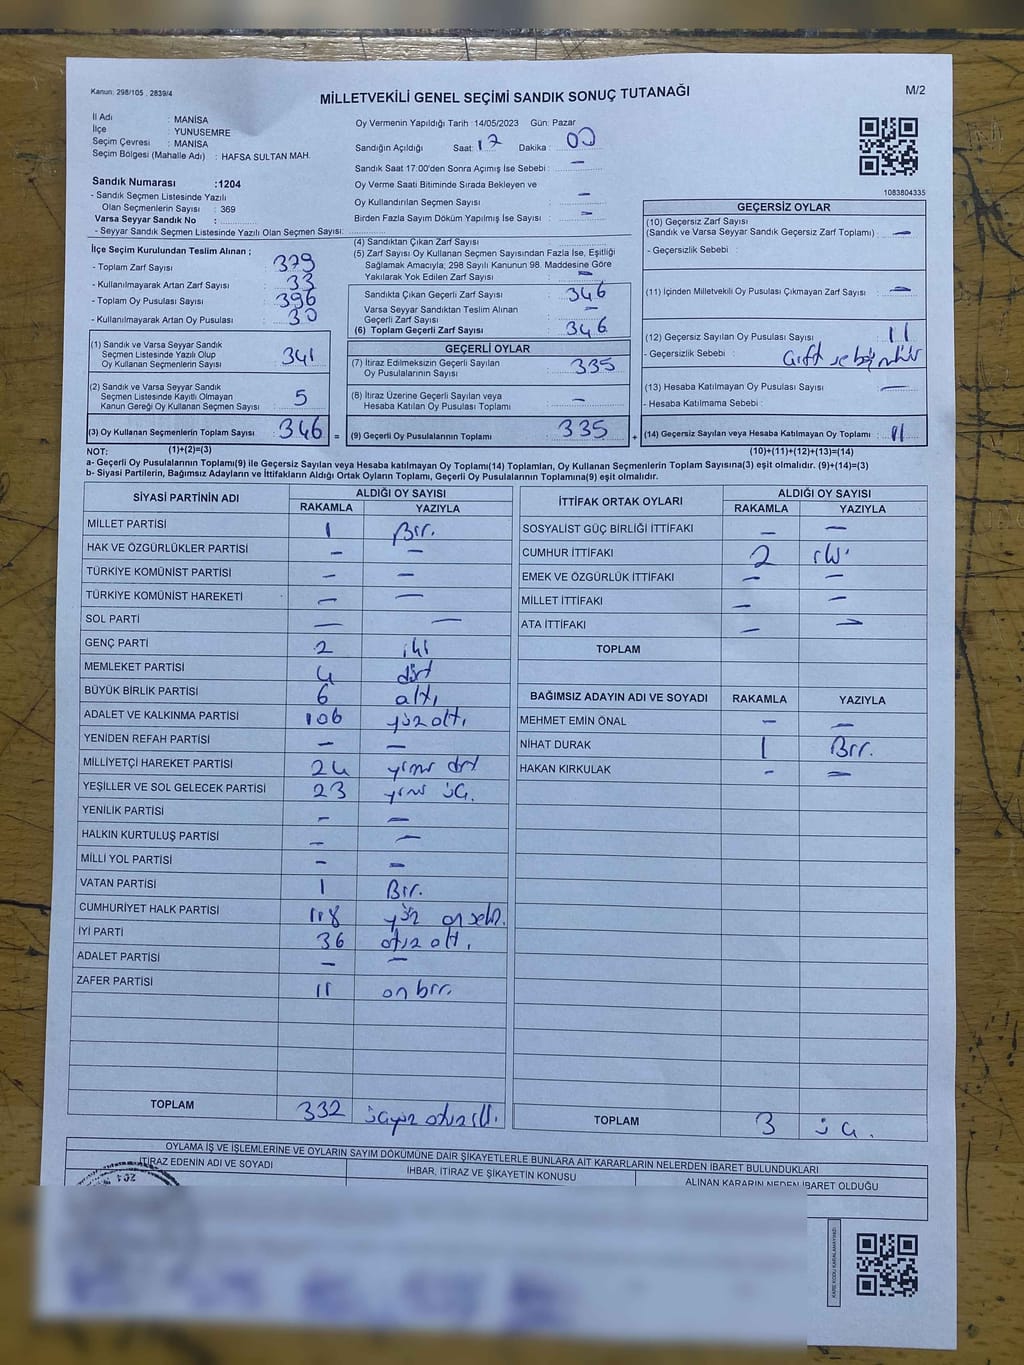 Kanun: 298/105 , 2839/4
MİLLETVEKİLİ GENEL SEÇİMİ SANDIK SONUÇ TUTANAĞI
M/2
İl Adı : MANİSA
İlçe : YUNUSEMRE
Seçim Çevresi : MANISA
Seçim Bölgesi (Mahalle Adı) : HAFSA SULTAN MAH.
Oy Vermenin Yapıldığı Tarih :14/05/2023 Gün: Pazar
Sandığın Açıldığı Saat: 17 Dakika : 00
Sandık Saat 17:00'den Sonra Açımış İse Sebebi : —
Oy Verme Saati Bitiminde Sırada Bekleyen ve
Oy Kullandırılan Seçmen Sayısı : —
Birden Fazla Sayım Döküm Yapılmış İse Sayısı : —
1083804335
Sandık Numarası :1204
- Sandık Seçmen Listesinde Yazılı
Olan Seçmenlerin Sayısı : 369
Varsa Seyyar Sandık No :
- Seyyar Sandık Seçmen Listesinde Yazılı Olan Seçmen Sayısı:
İlçe Seçim Kurulundan Teslim Alınan ;
- Toplam Zarf Sayısı : 379
- Kullanılmayarak Artan Zarf Sayısı : 33
- Toplam Oy Pusulası Sayısı : 396
- Kullanılmayarak Artan Oy Pusulası : 30
(1) Sandık ve Varsa Seyyar Sandık
Seçmen Listesinde Yazılı Olup
Oy Kullanan Seçmenlerin Sayısı : 341
(2) Sandık ve Varsa Seyyar Sandık
Seçmen Listesinde Kayıtlı Olmayan
Kanun Gereği Oy Kullanan Seçmen Sayısı : 5
(3) Oy Kullanan Seçmenlerin Toplam Sayısı : 346 =
(4) Sandıktan Çıkan Zarf Sayısı :
(5) Zarf Sayısı Oy Kullanan Seçmen Sayısından Fazla İse, Eşitliği
Sağlamak Amacıyla; 298 Sayılı Kanunun 98. Maddesine Göre
Yakılarak Yok Edilen Zarf Sayısı : —
Sandıkta Çıkan Geçerli Zarf Sayısı : 346
Varsa Seyyar Sandıktan Teslim Alınan
Geçerli Zarf Sayısı : —
(6) Toplam Geçerli Zarf Sayısı : 346
GEÇERLİ OYLAR
(7) İtiraz Edilmeksizin Geçerli Sayılan
Oy Pusulalarının Sayısı : 335
(8) İtiraz Üzerine Geçerli Sayılan veya
Hesaba Katılan Oy Pusulası Toplamı : —
(9) Geçerli Oy Pusulalarının Toplamı : 335 +
GEÇERSİZ OYLAR
(10) Geçersiz Zarf Sayısı
(Sandık ve Varsa Seyyar Sandık Geçersiz Zarf Toplamı) : —
- Geçersizlik Sebebi :
(11) İçinden Milletvekili Oy Pusulası Çıkmayan Zarf Sayısı : —
(12) Geçersiz Sayılan Oy Pusulası Sayısı : 11
- Geçersizlik Sebebi :
(13) Hesaba Katılmayan Oy Pusulası Sayısı : —
- Hesaba Katılmama Sebebi :
(14) Geçersiz Sayılan veya Hesaba Katılmayan Oy Toplamı : 11
NOT: (1)+(2)=(3) (10)+(11)+(12)+(13)=(14)
a- Geçerli Oy Pusulalarının Toplamı(9) ile Geçersiz Sayılan veya Hesaba katılmayan Oy Toplamı(14) Toplamları, Oy Kullanan Seçmenlerin Toplam Sayısına(3) eşit olmalıdır. (9)+(14)=(3)
b- Siyasi Partilerin, Bağımsız Adayların ve İttifakların Aldığı Ortak Oyların Toplamı, Geçerli Oy Pusulalarının Toplamına(9) eşit olmalıdır.
SİYASİ PARTİNİN ADI ALDIĞI OY SAYISI
RAKAMLA YAZIYLA
MİLLET PARTİSİ 1 Bir.
HAK VE ÖZGÜRLÜKLER PARTİSİ — —
TÜRKİYE KOMÜNİST PARTİSİ — —
TÜRKİYE KOMÜNİST HAREKETİ — —
SOL PARTİ — —
GENÇ PARTİ 2 iki
MEMLEKET PARTİSİ 4 dört
BÜYÜK BİRLİK PARTİSİ 6 altı
ADALET VE KALKINMA PARTİSİ 106 yüz altı
YENİDEN REFAH PARTİSİ — —
MİLLİYETÇİ HAREKET PARTİSİ 24 yirmi dört
YEŞİLLER VE SOL GELECEK PARTİSİ 23 yirmi üç.
YENİLİK PARTİSİ — —
HALKIN KURTULUŞ PARTİSİ — —
MİLLİ YOL PARTİSİ — —
VATAN PARTİSİ 1 Bir.
CUMHURİYET HALK PARTİSİ 118 yüz on sekiz.
İYİ PARTİ 36 otuz altı.
ADALET PARTİSİ — —
ZAFER PARTİSİ 11 on bir.
TOPLAM 332 üçyüz otuz iki.
İTTİFAK ORTAK OYLARI ALDIĞI OY SAYISI
RAKAMLA YAZIYLA
SOSYALİST GÜÇ BİRLİĞİ İTTİFAKI — —
CUMHUR İTTİFAKI 2 iki
EMEK VE ÖZGÜRLÜK İTTİFAKI — —
MİLLET İTTİFAKI — —
ATA İTTİFAKI — —
TOPLAM
BAĞIMSIZ ADAYIN ADI VE SOYADI RAKAMLA YAZIYLA
MEHMET EMİN ÖNAL — —
NİHAT DURAK 1 Bir.
HAKAN KIRKULAK — —
TOPLAM 3 üç.
OYLAMA İŞ VE İŞLEMLERİNE VE OYLARIN SAYIM DÖKÜMÜNE DAİR ŞİKAYETLERLE BUNLARA AİT KARARLARIN NELERDEN İBARET BULUNDUKLARI
İTİRAZ EDENİN ADI VE SOYADI İHBAR, İTİRAZ VE ŞİKAYETİN KONUSU ALINAN KARARIN NEDEN İBARET OLDUĞU
KARE KODU KARALAMAYINIZ!